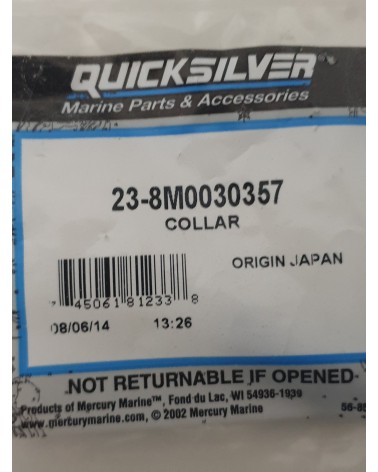 QUICKSILVER
Marine Parts & Accessories
23-8M0030357
COLLAR
ORIGIN JAPAN
7 45061 81233 8
08/06/14 13:26
NOT RETURNABLE IF OPENED
Products of Mercury Marine™, Fond du Lac, WI 54936-1939
www.mercurymarine.com, © 2002 Mercury Marine